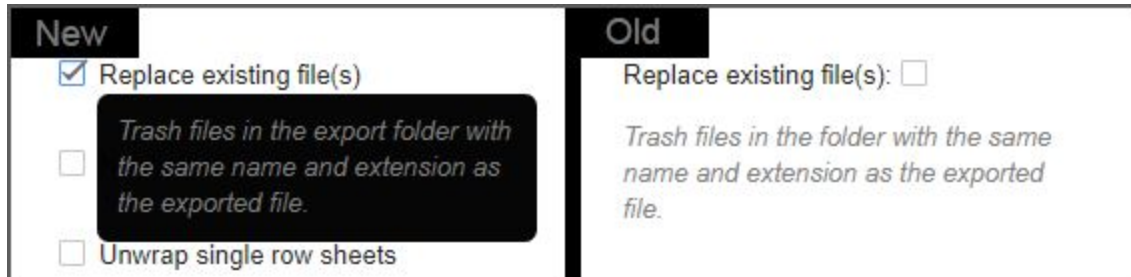 New
Replace existing file(s)
Trash files in the export folder with
the same name and extension as
the exported file.
Unwrap single row sheets
Old
Replace existing file(s):
Trash files in the folder with the same
name and extension as the exported
file.